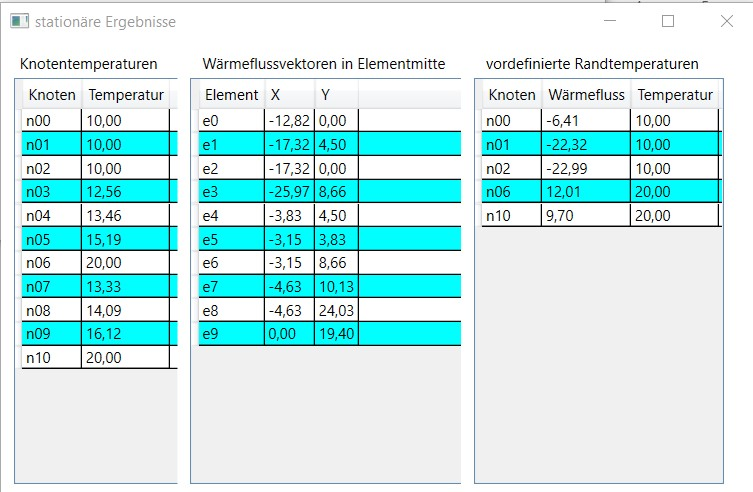 stationäre Ergebnisse
Knotentemperaturen
Knoten Temperatur
n00 10,00
n01 10,00
n02 10,00
n03 12,56
n04 13,46
n05 15,19
n06 20,00
n07 13,33
n08 14,09
n09 16,12
n10 20,00
Wärmeflussvektoren in Elementmitte
Element X Y
e0 -12,82 0,00
e1 -17,32 4,50
e2 -17,32 0,00
e3 -25,97 8,66
e4 -3,83 4,50
e5 -3,15 3,83
e6 -3,15 8,66
e7 -4,63 10,13
e8 -4,63 24,03
e9 0,00 19,40
vordefinierte Randtemperaturen
Knoten Wärmefluss Temperatur
n00 -6,41 10,00
n01 -22,32 10,00
n02 -22,99 10,00
n06 12,01 20,00
n10 9,70 20,00